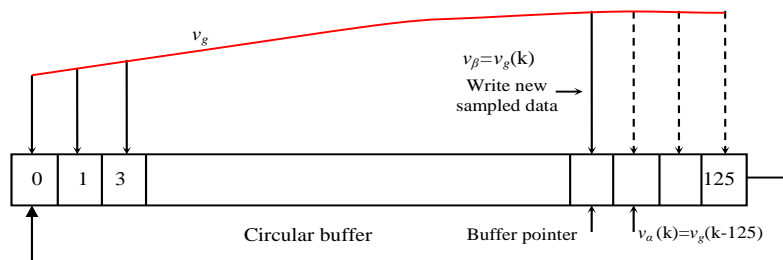 v_g
v_β=v_g(k)
Write new
sampled data
0 1 3 125
Circular buffer
Buffer pointer
v_α(k)=v_g(k-125)